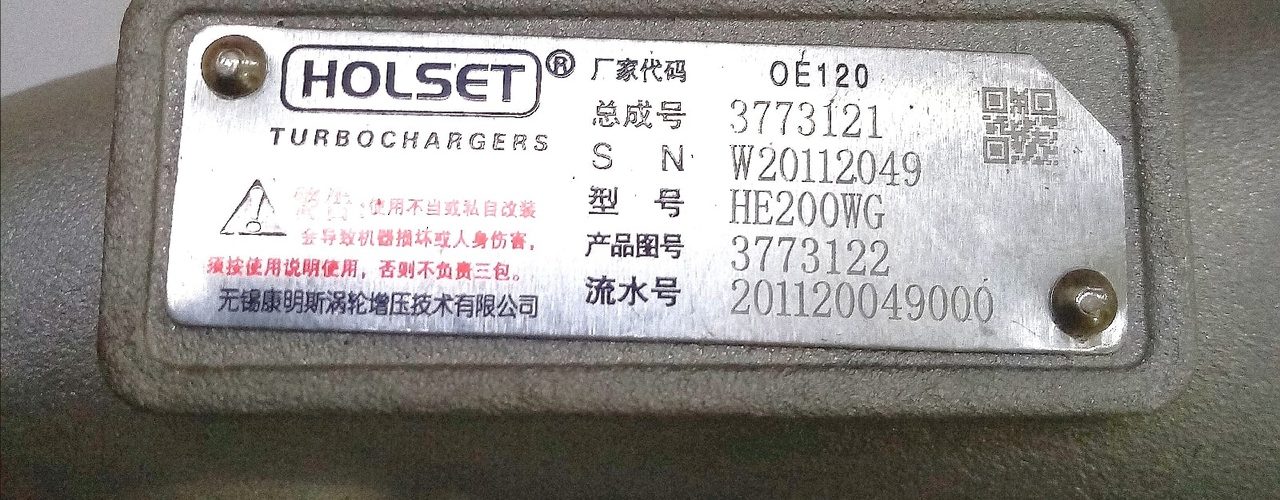 HOLSET®
TURBOCHARGERS
警告:使用不当或私自改装
会导致机器损坏或人身伤害,
须按使用说明使用，否则不负责三包。
无锡康明斯涡轮增压技术有限公司
厂家代码 OE120
总成号 3773121
S N W20112049
型 号 HE200WG
产品图号 3773122
流水号 201120049000